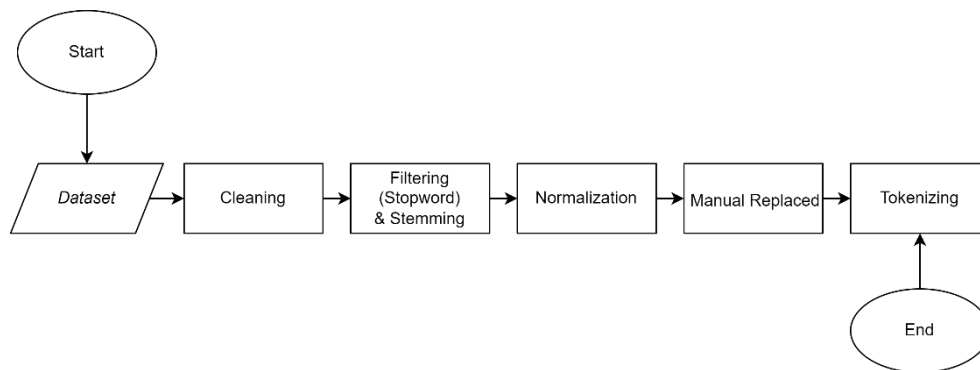 Start
Dataset
Cleaning
Filtering
(Stopword)
& Stemming
Normalization
Manual Replaced
Tokenizing
End